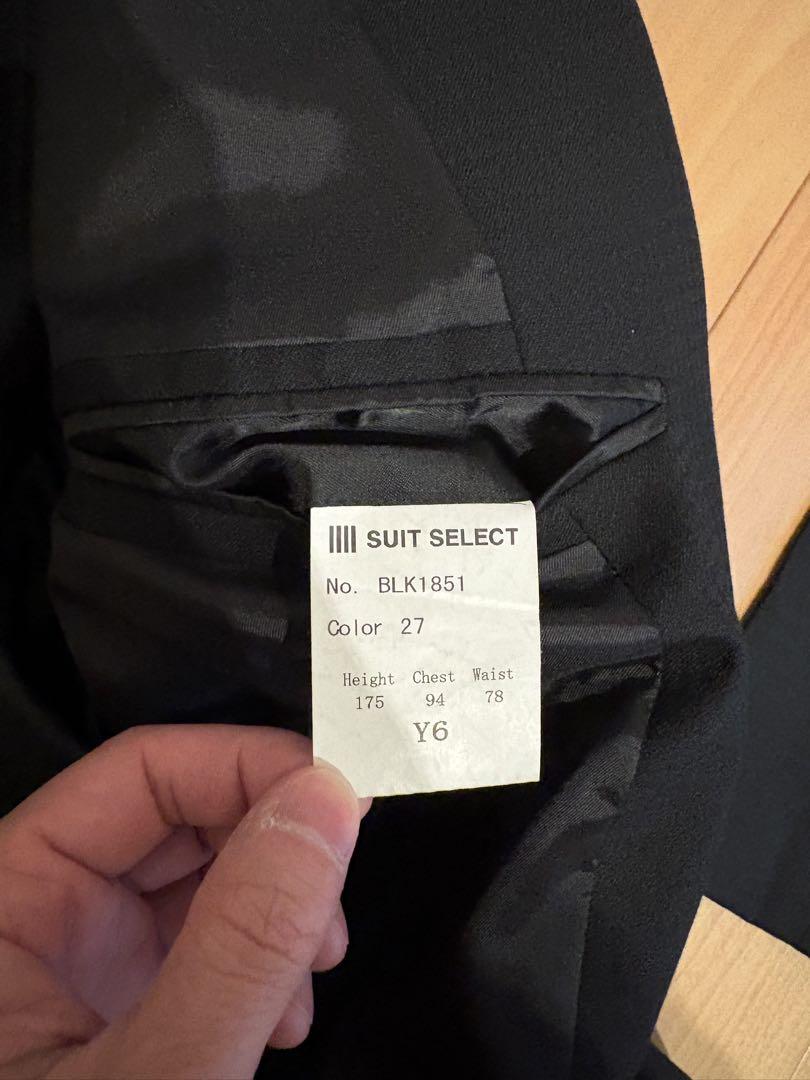 SUIT SELECT
No. BLK1851
Color 27
Height Chest Waist
175 94 78
Y6